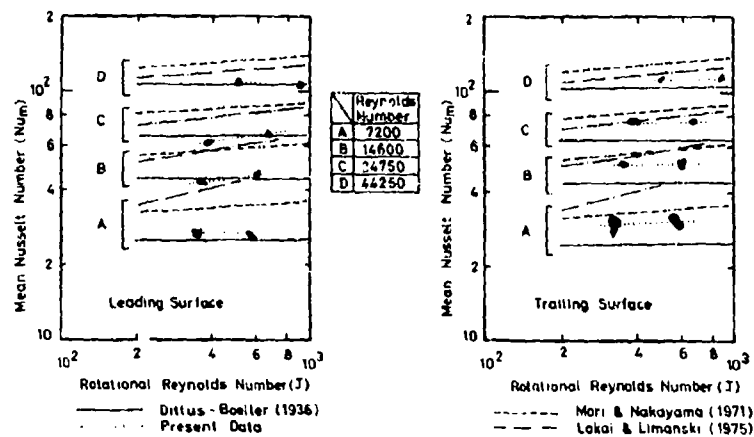 2
10²
8
6
4
2
10
Mean Nusselt Number (Nuₘ)
D
C
B
A
Leading Surface
10² 2 4 6 8 10³
Rotational Reynolds Number (J)
Reynolds Number
A 7200
B 14600
C 24750
D 44250
2
10²
8
6
4
2
10
Mean Nusselt Number (Nuₘ)
D
C
B
A
Trailing Surface
10² 2 4 6 8 10³
Rotational Reynolds Number (J)
Dittus-Boelter (1936)
Present Data
Mori & Nakayama (1971)
Lokai & Limanski (1975)